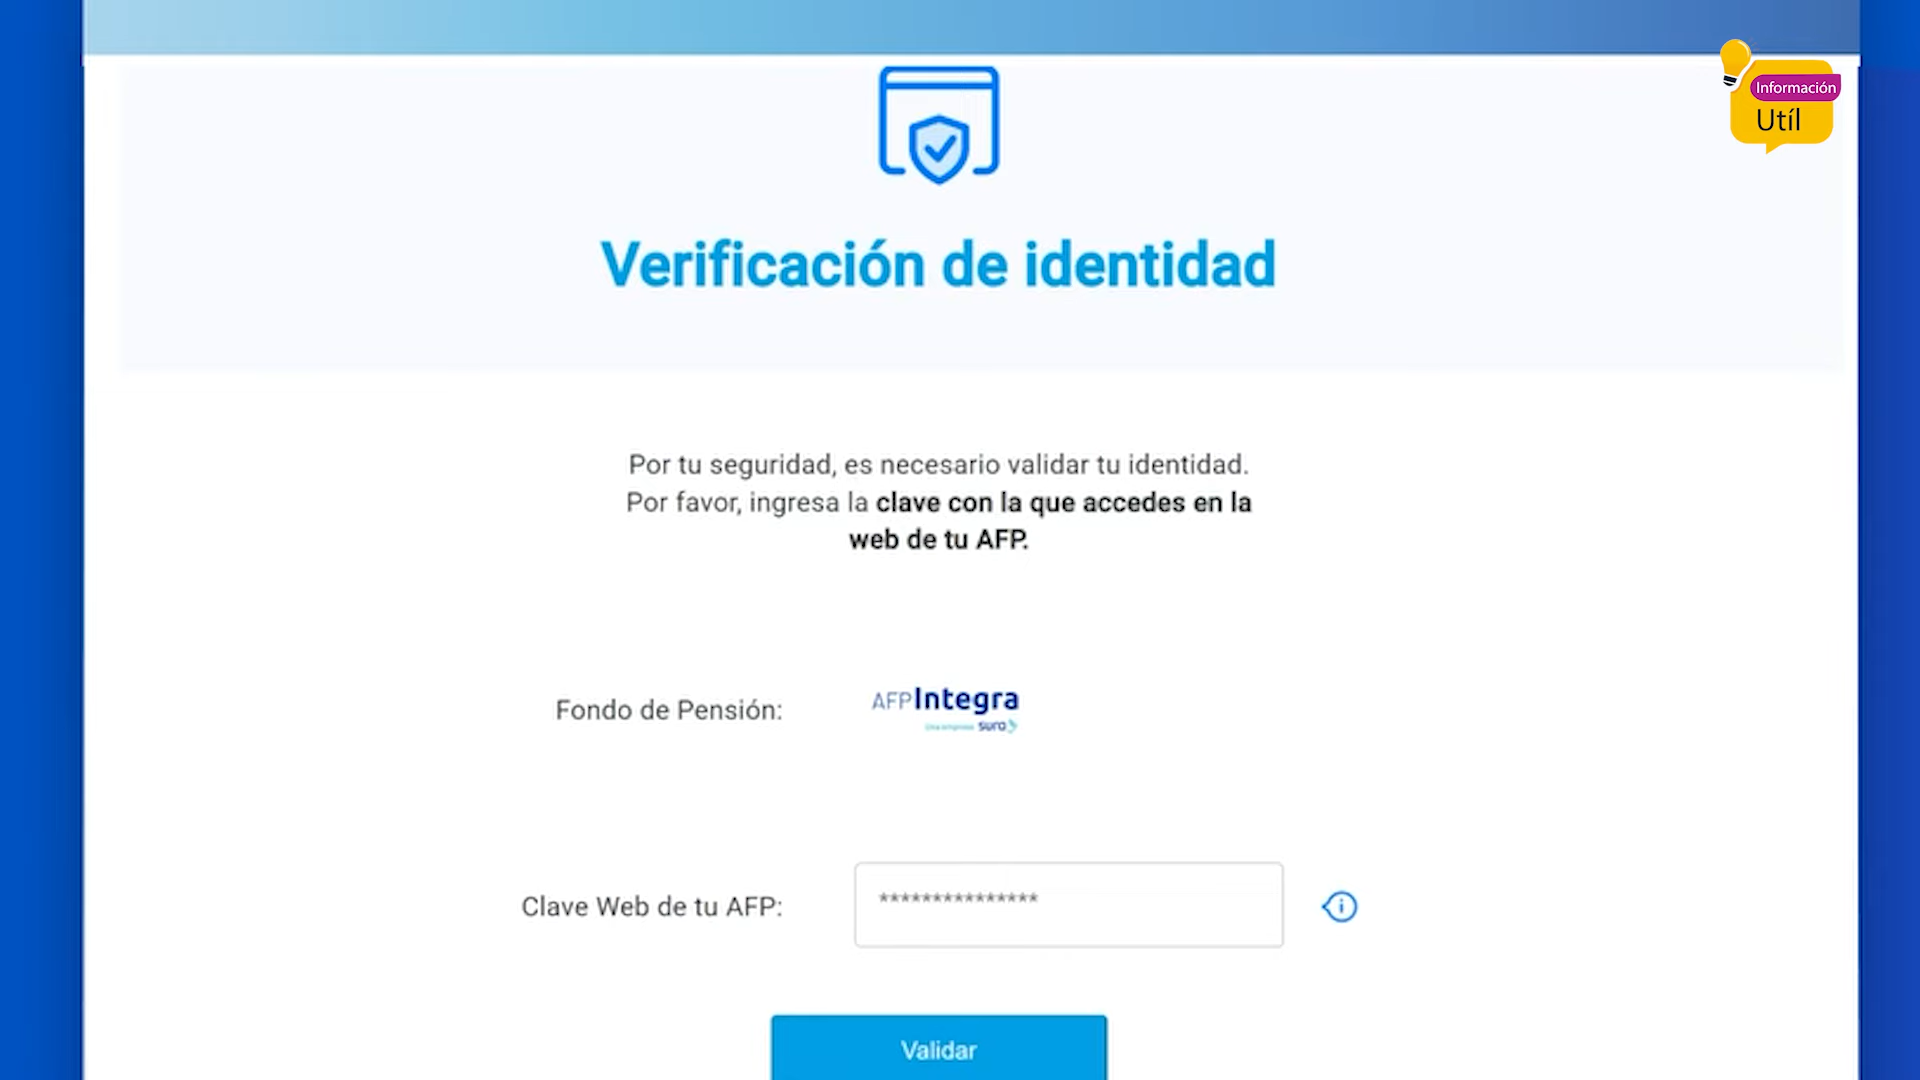 Información
Utíl
Verificación de identidad
Por tu seguridad, es necesario validar tu identidad.
Por favor, ingresa la clave con la que accedes en la
web de tu AFP.
Fondo de Pensión:
AFP Integra
Una empresa sura
Clave Web de tu AFP:
***************
Validar